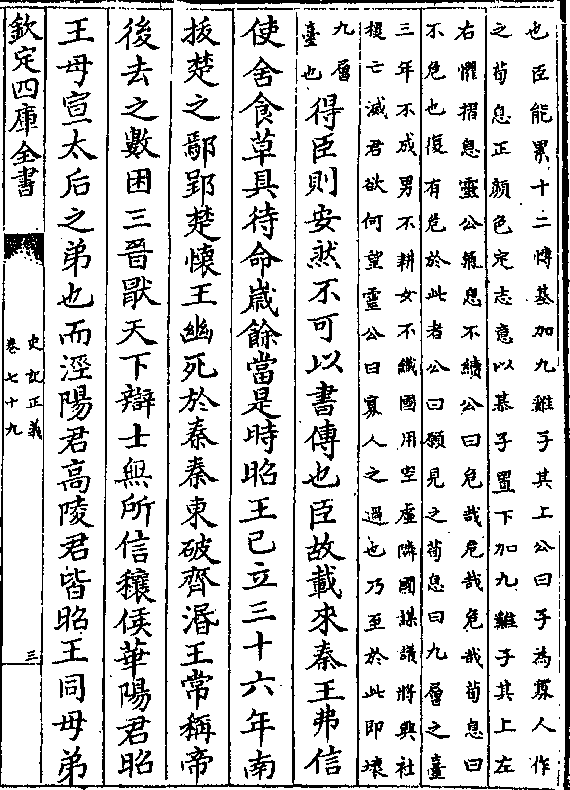 也臣能累十二博基加九雞子其上公曰子為寡人作
之荀息正顔色定志意以棊子置下加九雞子其上左
右懼摺息靈公氣息不續公曰危哉危哉危哉荀息曰
不危也復有危於此者公曰願見之荀息曰九層之臺
三年不成男不耕女不織國用空虛隣國謀議將興社
稷亡滅君欲何望靈公曰寡人之過也乃至於此即壞
九層
臺也
得臣則安然不可以書傳也臣故載來秦王弗信
使舍食草具待命嵗餘當是時昭王已立三十六年南
拔楚之鄢郢楚懷王幽死於秦秦東破齊湣王常稱帝
後去之數困三晉厭天下辯士無所信穰侯華陽君昭
王母宣太后之弟也而涇陽君高陵君皆昭王同母弟
欽定四庫全書
史記正義
卷七十九
三